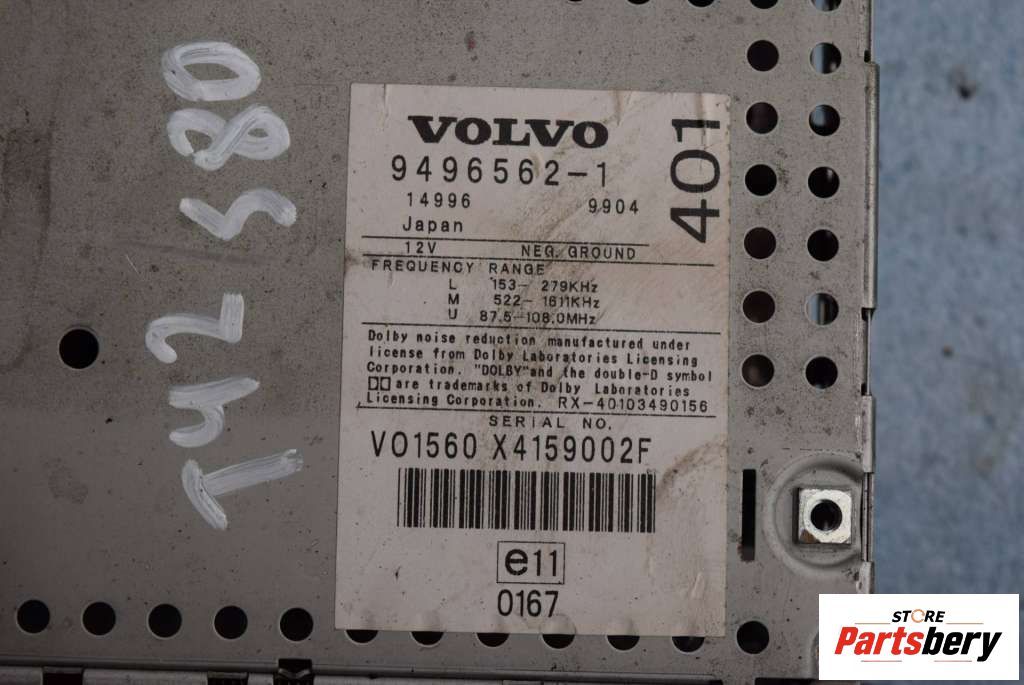 VOLVO
9496562-1
14996 9904
Japan
401
12V NEG. GROUND
FREQUENCY RANGE
L 153- 279KHz
M 522- 1611KHz
U 87.5-108.0MHz
Dolby noise reduction manufactured under
license from Dolby Laboratories Licensing
Corporation. "DOLBY"and the double-D symbol
are trademarks of Dolby Laboratories
Licensing Corporation. RX-40103490156
SERIAL NO.
VO1560 X4159002F
e11
0167
STORE
Partsbery